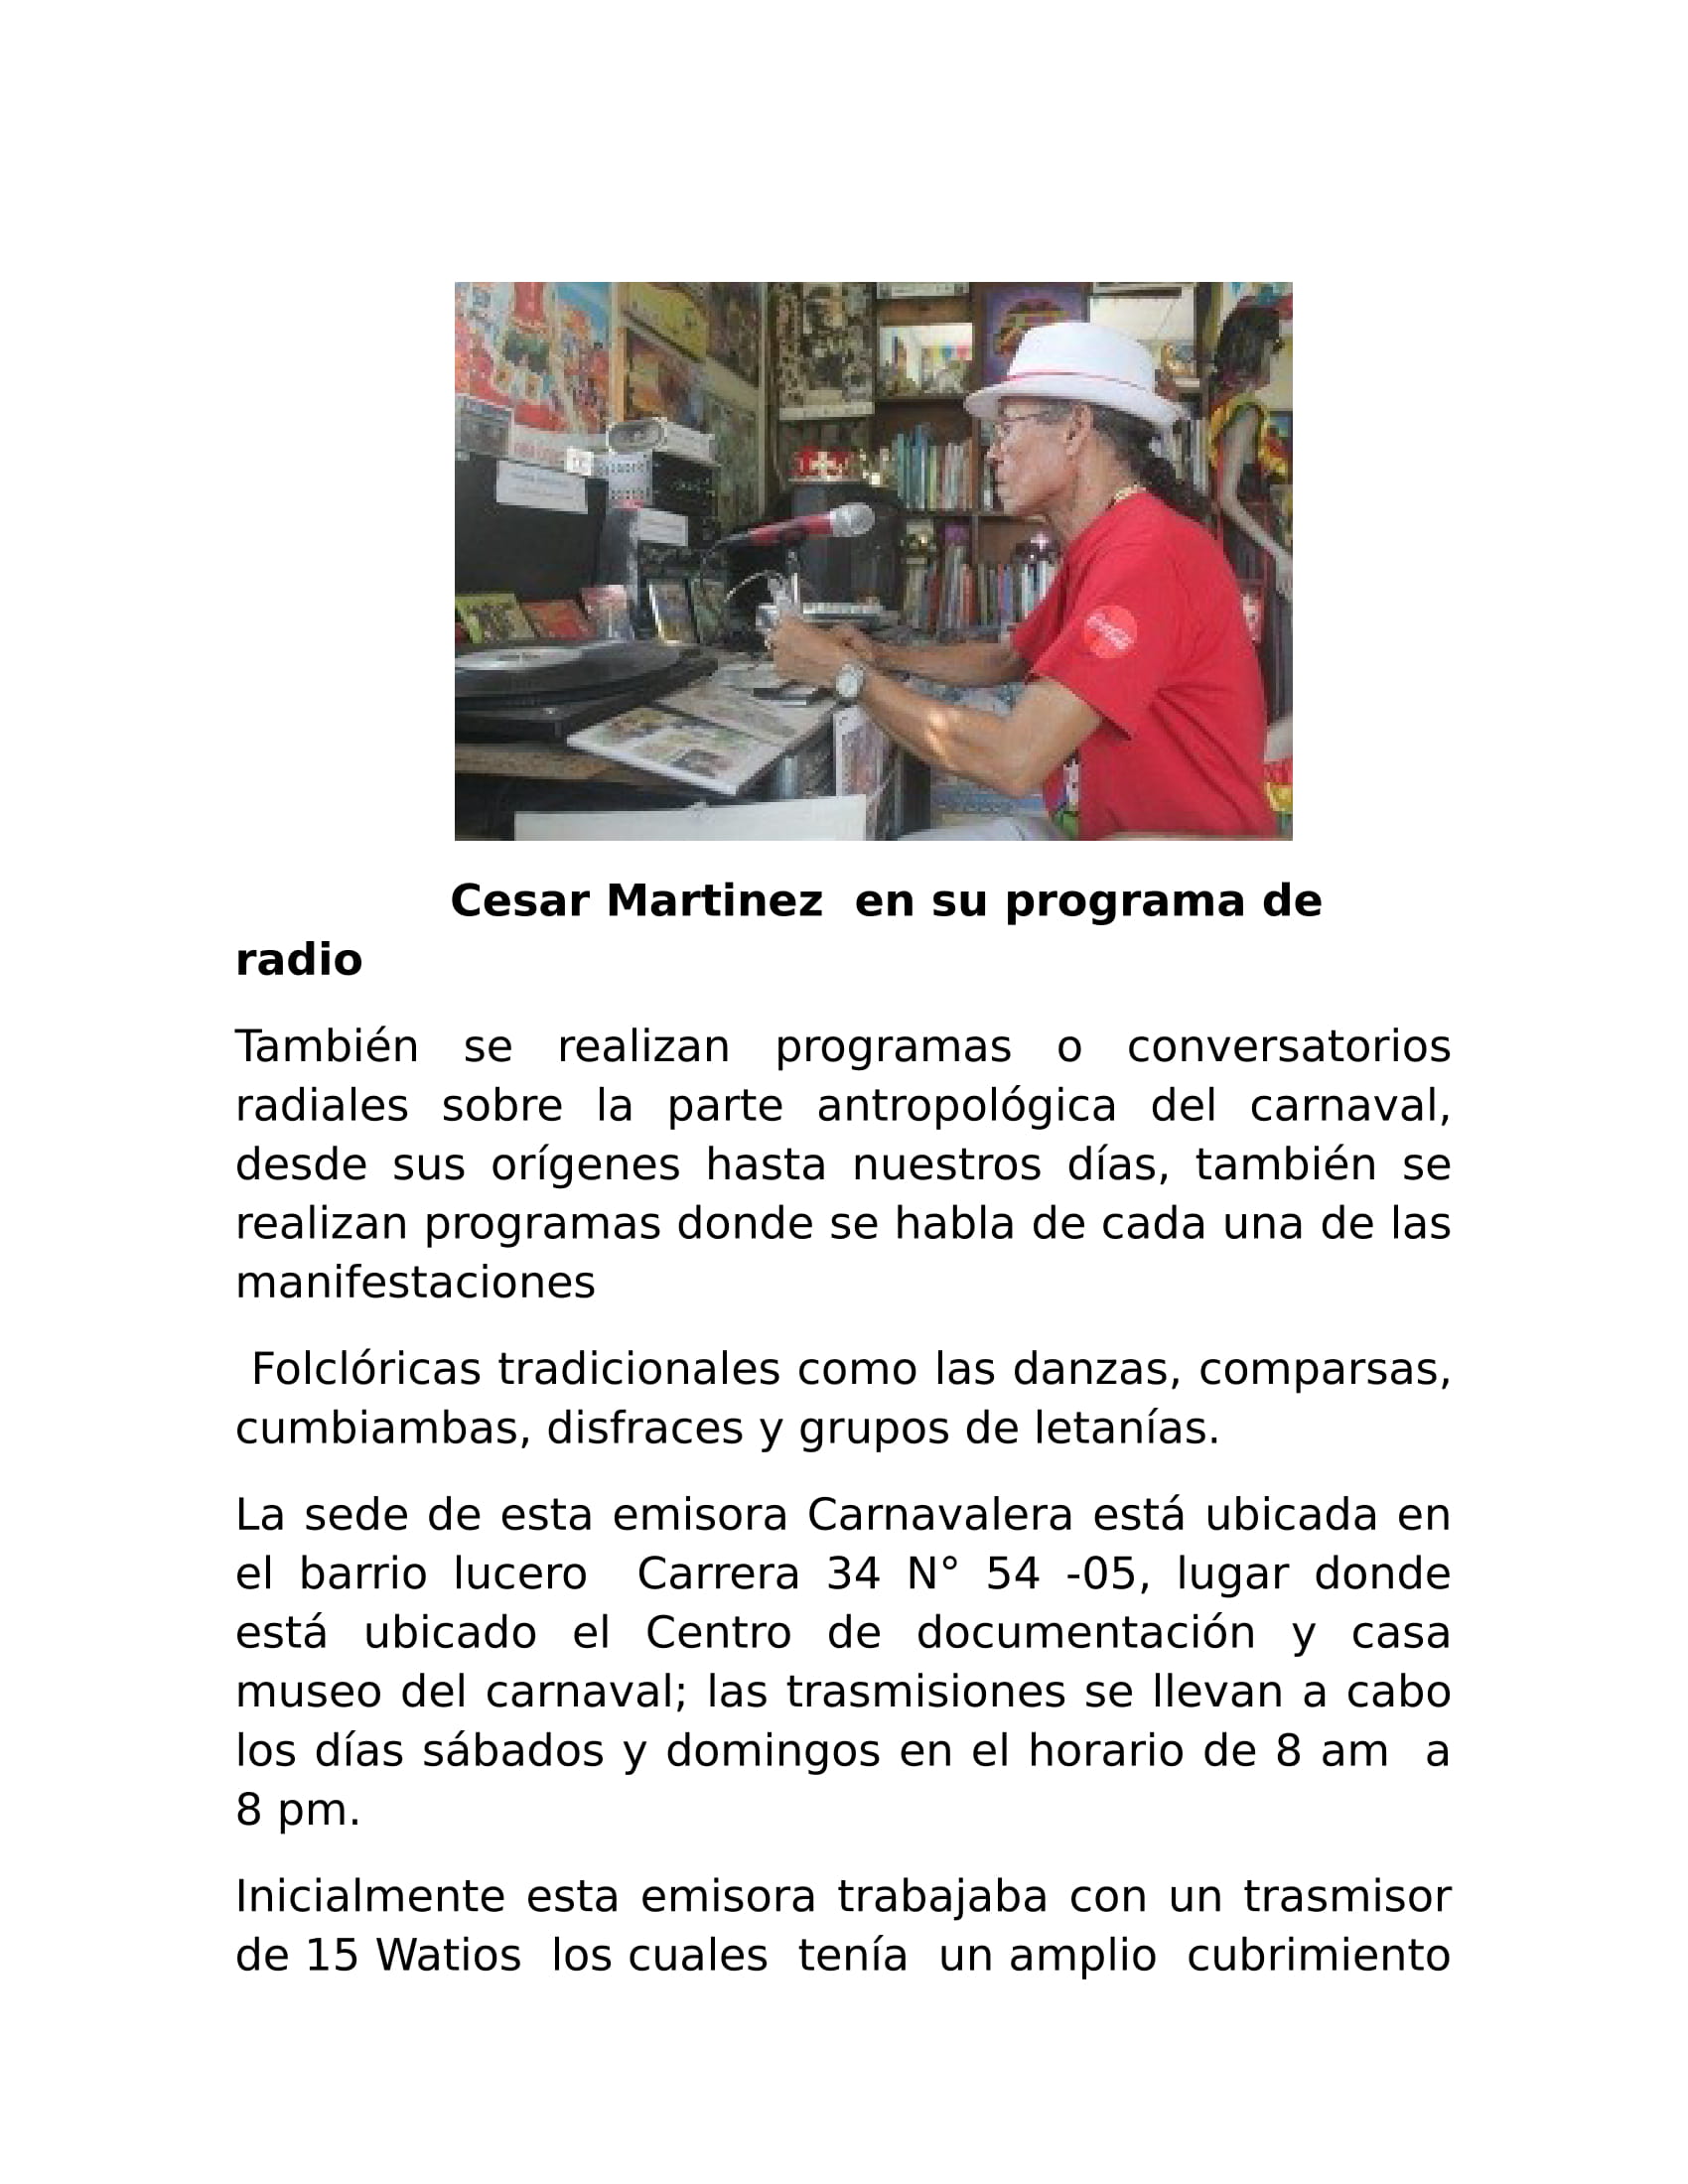 Cesar Martinez  en su programa de
radio
También se realizan programas o conversatorios
radiales sobre la parte antropológica del carnaval,
desde sus orígenes hasta nuestros días, también se
realizan programas donde se habla de cada una de las
manifestaciones
Folclóricas tradicionales como las danzas, comparsas,
cumbiambas, disfraces y grupos de letanías.
La sede de esta emisora Carnavalera está ubicada en
el barrio lucero  Carrera 34 N° 54 -05, lugar donde
está ubicado el Centro de documentación y casa
museo del carnaval; las trasmisiones se llevan a cabo
los días sábados y domingos en el horario de 8 am  a
8 pm.
Inicialmente esta emisora trabajaba con un trasmisor
de 15 Watios  los cuales  tenía  un amplio  cubrimiento